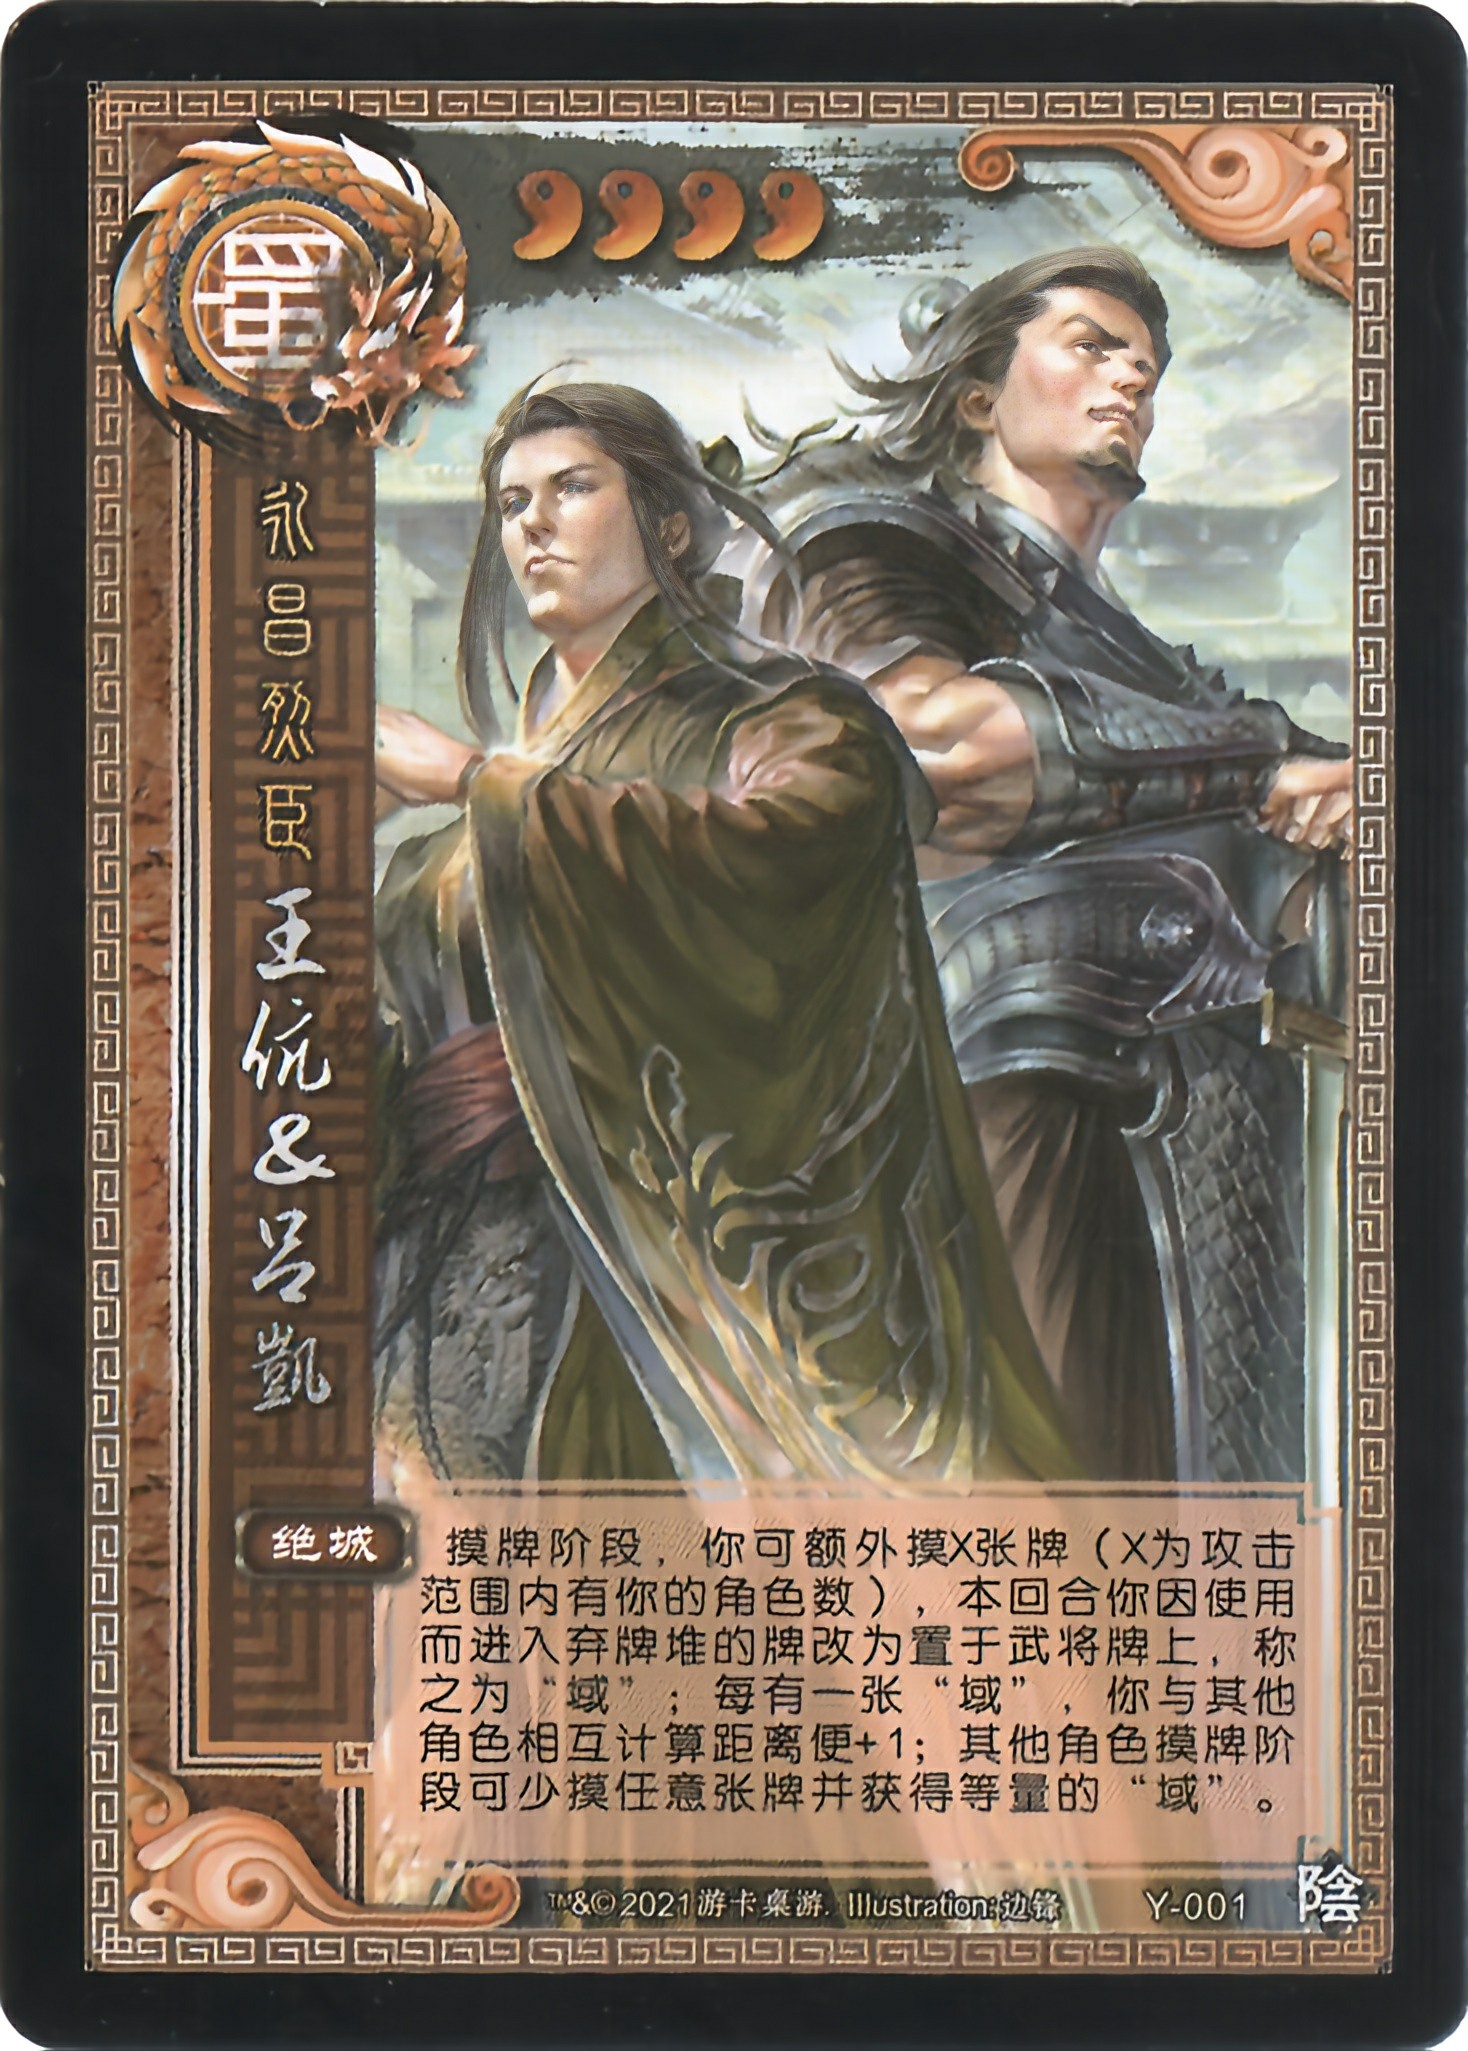 蜀
永昌烈臣
王伉&呂凱
绝域
摸牌阶段，你可额外摸X张牌（X为攻击
范围内有你的角色数），本回合你因使用
而进入弃牌堆的牌改为置于武将牌上，称
之为“域”；每有一张“域”，你与其他
角色相互计算距离便+1；其他角色摸牌阶
段可少摸任意张牌并获得等量的“域”。
™&©2021游卡桌游. Illustration:边锋
Y-001
陰